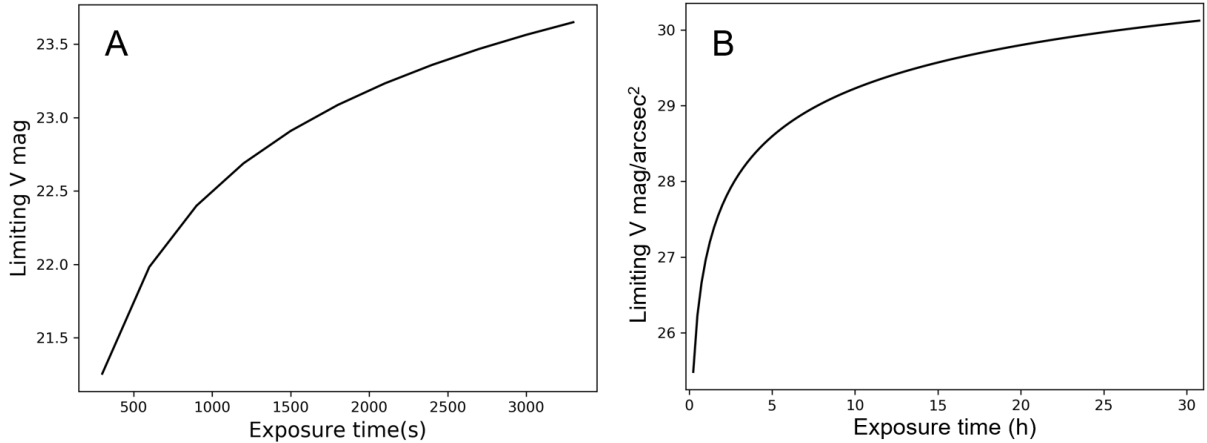 A
Limiting V mag
23.5
23.0
22.5
22.0
21.5
500 1000 1500 2000 2500 3000
Exposure time(s)
B
Limiting V mag/arcsec²
30
29
28
27
26
0 5 10 15 20 25 30
Exposure time (h)